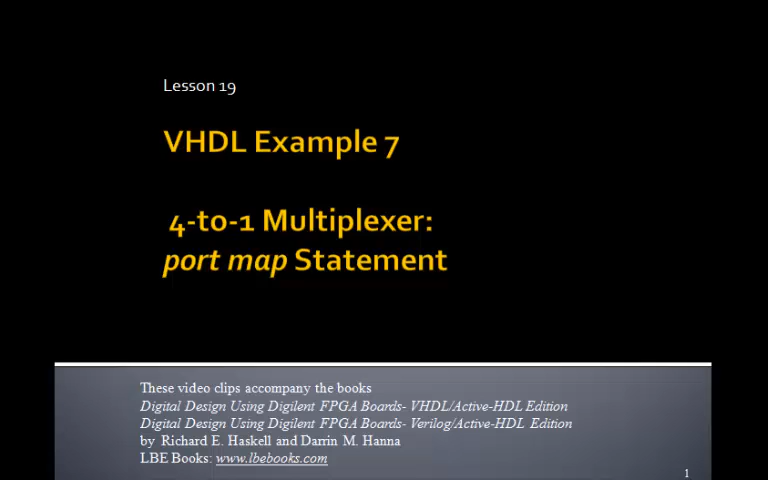 Lesson 19
VHDL Example 7
4-to-1 Multiplexer:
port map Statement
These video clips accompany the books
Digital Design Using Digilent FPGA Boards- VHDL/Active-HDL Edition
Digital Design Using Digilent FPGA Boards- Verilog/Active-HDL Edition
by Richard E. Haskell and Darrin M. Hanna
LBE Books: www.lbebooks.com
1